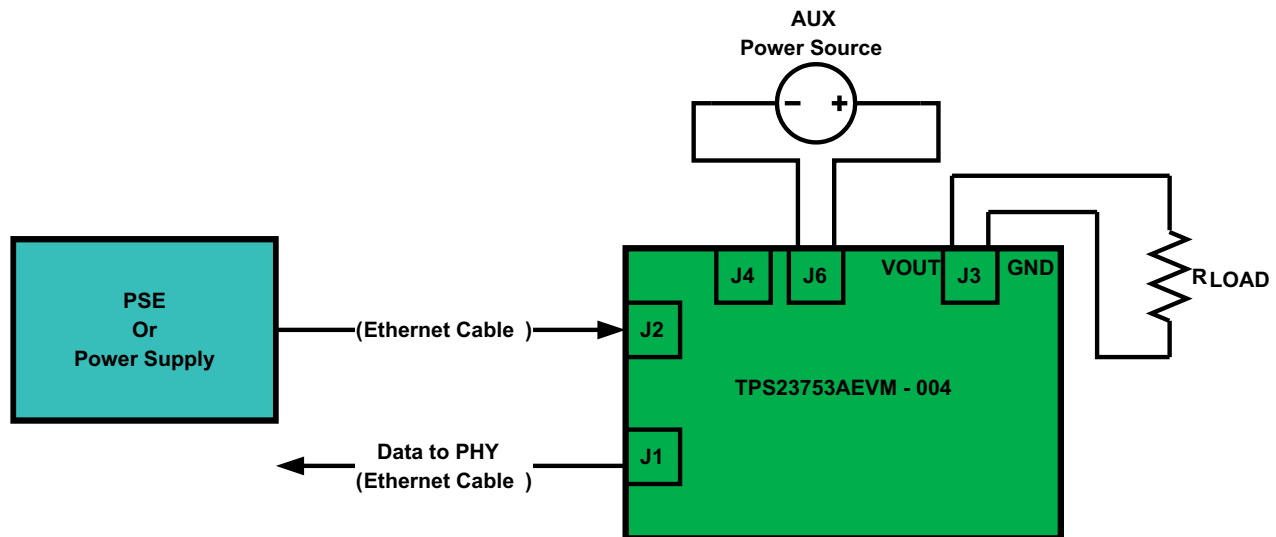 AUX
Power Source
- +
J4
J6
VOUT
J3
GND
RLOAD
PSE
Or
Power Supply
(Ethernet Cable )
J2
TPS23753AEVM - 004
Data to PHY
(Ethernet Cable )
J1